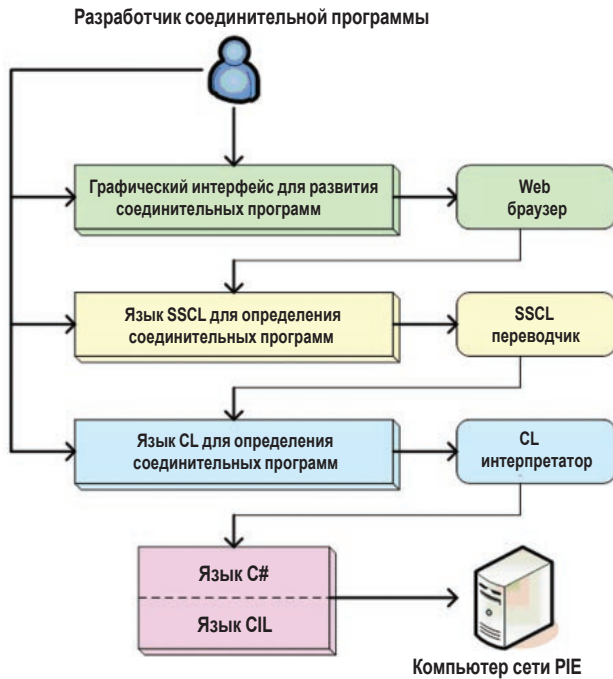 Разработчик соединительной программы
Графический интерфейс для развития
соединительных программ
Web
браузер
Язык SSCL для определения
соединительных программ
SSCL
переводчик
Язык CL для определения
соединительных программ
CL
интерпретатор
Язык C#
Язык CIL
Компьютер сети PIE